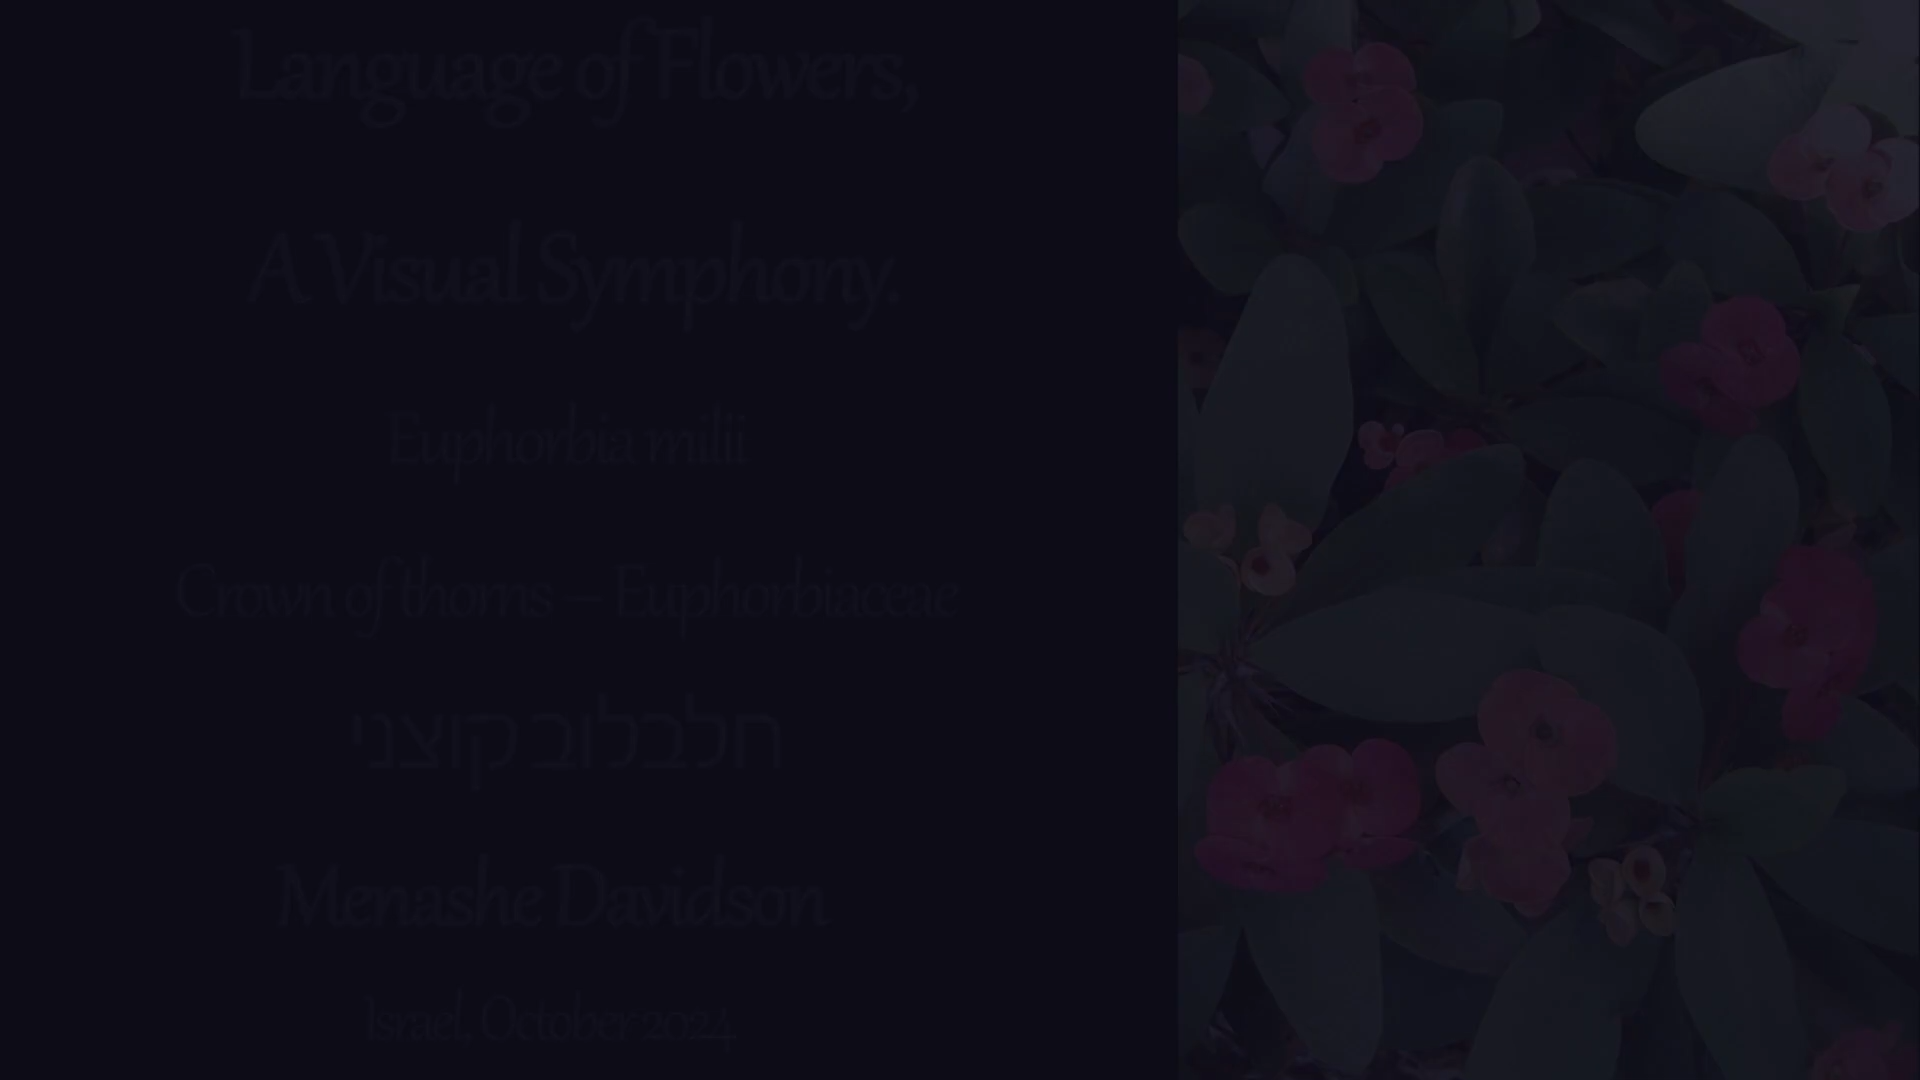 Language of Flowers,
A Visual Symphony.
Euphorbia milii
Crown of thorns – Euphorbiaceae
חלבלוב קוצני
Menashe Davidson
Israel, October 2024